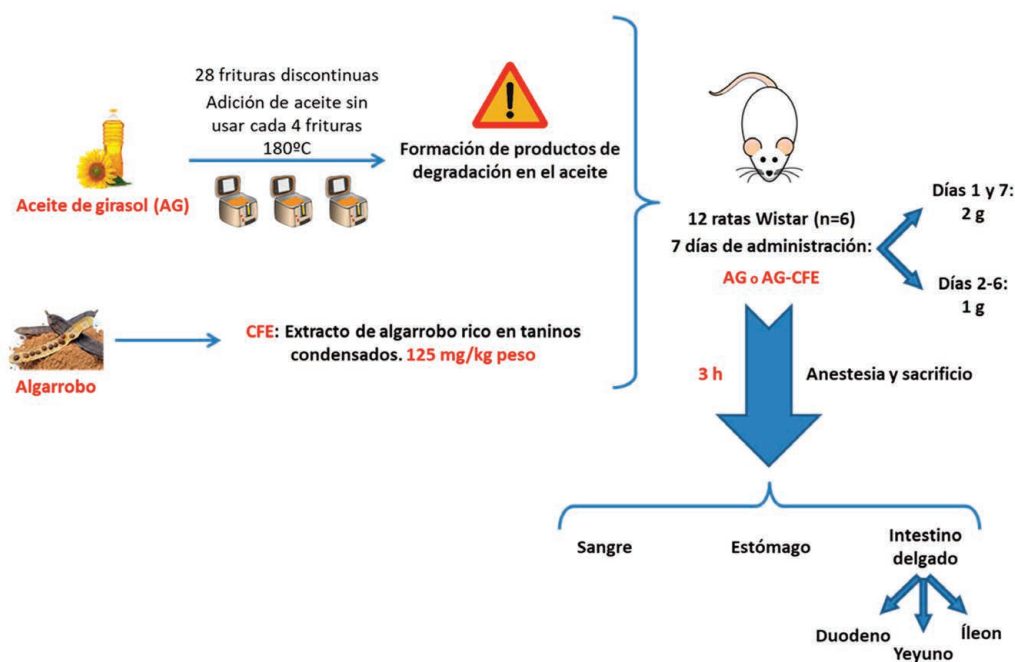 28 frituras discontinuas
Adición de aceite sin
usar cada 4 frituras
180ºC
Aceite de girasol (AG)
Formación de productos de
degradación en el aceite
CFE: Extracto de algarrobo rico en taninos
condensados. 125 mg/kg peso
Algarrobo
12 ratas Wistar (n=6)
7 días de administración:
AG o AG-CFE
Días 1 y 7:
2 g
Días 2-6:
1 g
3 h
Anestesia y sacrificio
Sangre
Estómago
Intestino
delgado
Duodeno
Yeyuno
Íleon